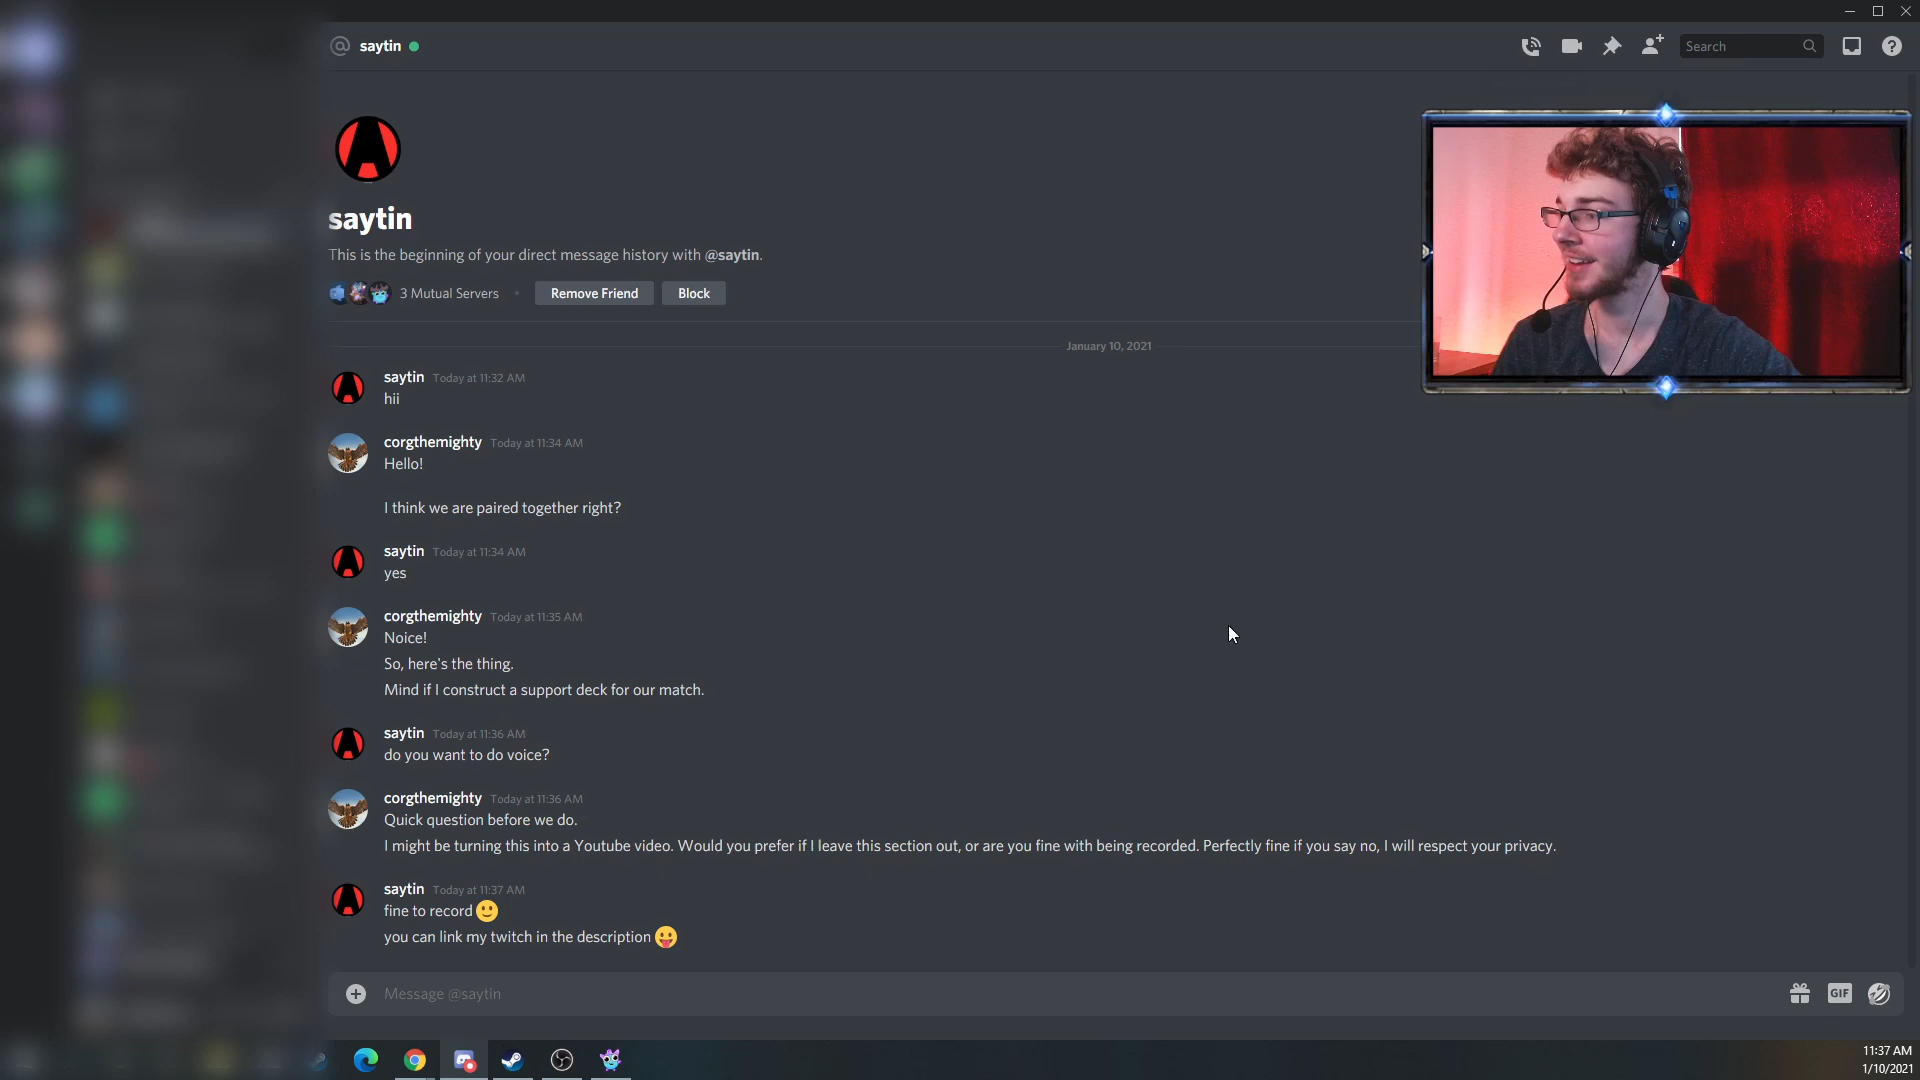 saytin
Search
saytin
This is the beginning of your direct message history with @saytin.
3 Mutual Servers
Remove Friend
Block
January 10, 2021
saytin Today at 11:32 AM
hii
corgthemighty Today at 11:34 AM
Hello!
I think we are paired together right?
saytin Today at 11:34 AM
yes
corgthemighty Today at 11:35 AM
Noice!
So, here's the thing.
Mind if I construct a support deck for our match.
saytin Today at 11:36 AM
do you want to do voice?
corgthemighty Today at 11:36 AM
Quick question before we do.
I might be turning this into a Youtube video. Would you prefer if I leave this section out, or are you fine with being recorded. Perfectly fine if you say no, I will respect your privacy.
saytin Today at 11:37 AM
fine to record 🙂
you can link my twitch in the description 😛
Message @saytin
GIF
11:37 AM
1/10/2021